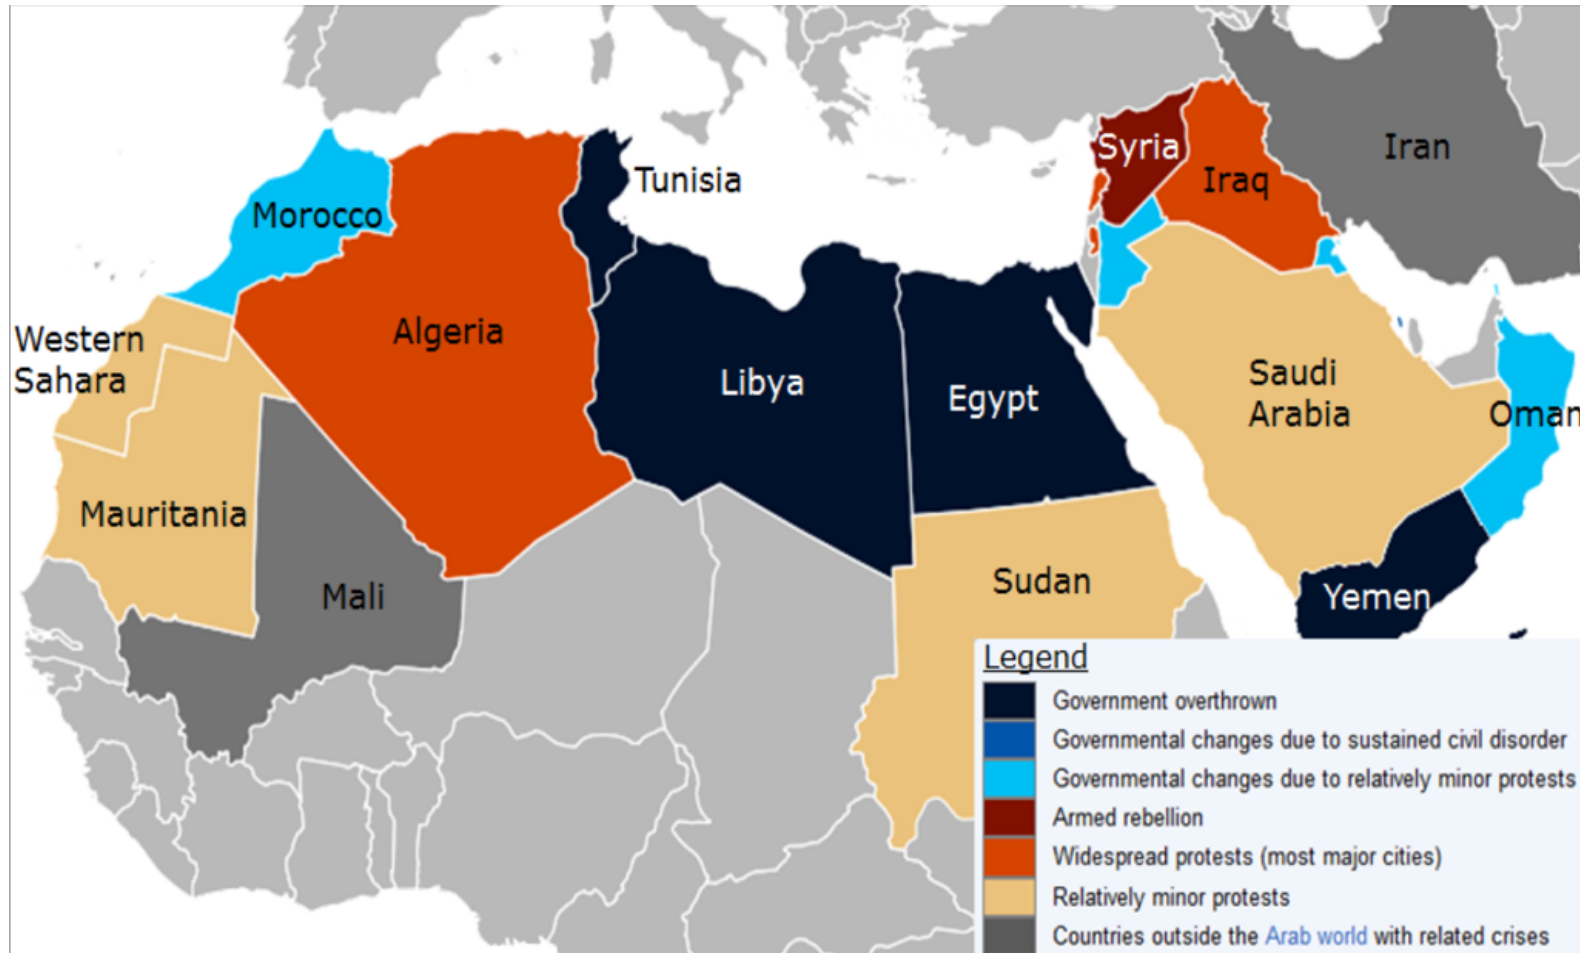 Syria
Iran
Tunisia
Iraq
Morocco
Algeria
Western
Sahara
Libya
Egypt
Saudi
Arabia
Oman
Mauritania
Mali
Sudan
Yemen
Legend
Government overthrown
Governmental changes due to sustained civil disorder
Governmental changes due to relatively minor protests
Armed rebellion
Widespread protests (most major cities)
Relatively minor protests
Countries outside the Arab world with related crises